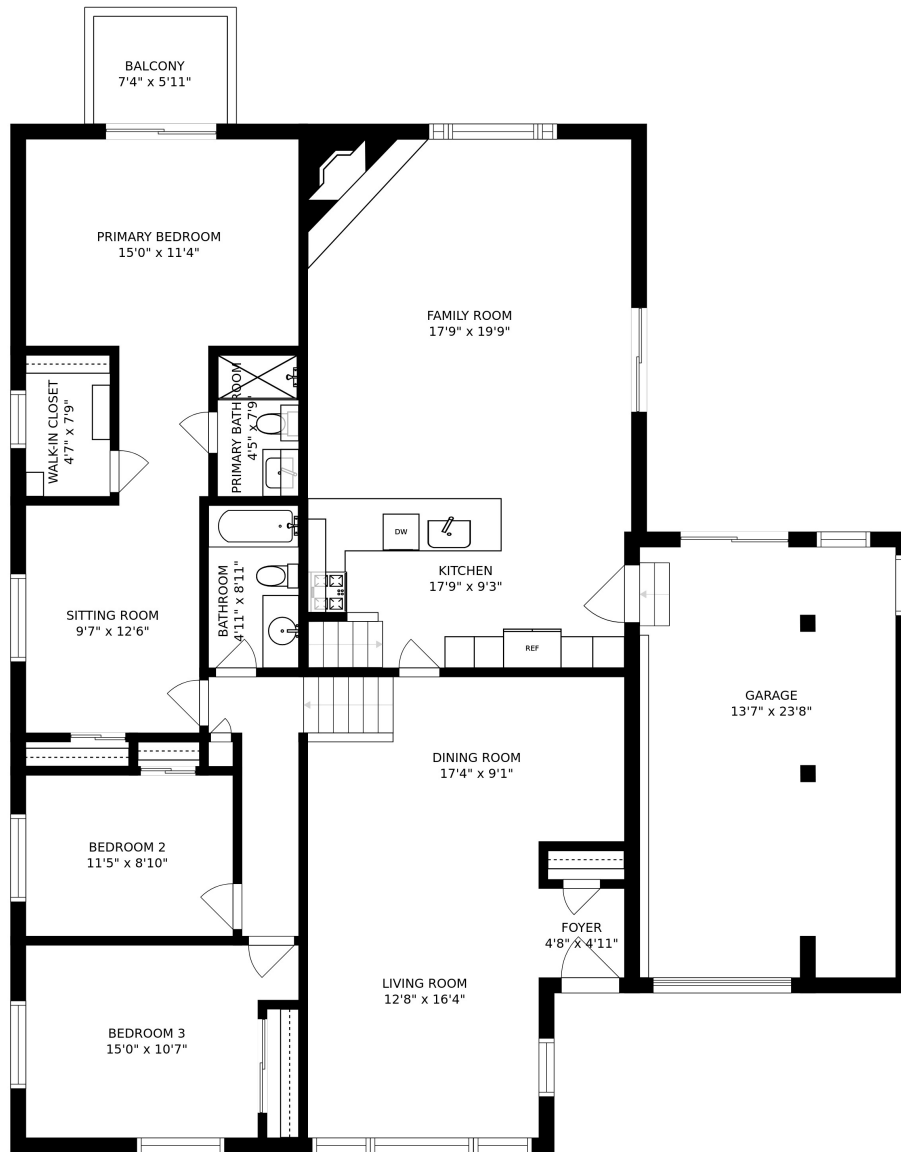 BALCONY
7'4" x 5'11"
PRIMARY BEDROOM
15'0" x 11'4"
FAMILY ROOM
17'9" x 19'9"
WALK-IN CLOSET
4'7" x 7'9"
PRIMARY BATHROOM
4'5" x 7'9"
DW
KITCHEN
17'9" x 9'3"
BATHROOM
4'11" x 8'11"
SITTING ROOM
9'7" x 12'6"
REF
GARAGE
13'7" x 23'8"
DINING ROOM
17'4" x 9'1"
BEDROOM 2
11'5" x 8'10"
FOYER
4'8" x 4'11"
LIVING ROOM
12'8" x 16'4"
BEDROOM 3
15'0" x 10'7"